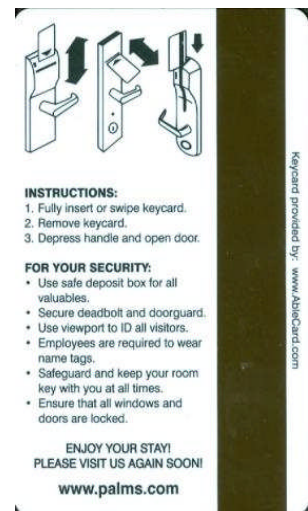 INSTRUCTIONS:
1. Fully insert or swipe keycard.
2. Remove keycard.
3. Depress handle and open door.
FOR YOUR SECURITY:
• Use safe deposit box for all
valuables.
• Secure deadbolt and doorguard.
• Use viewport to ID all visitors.
• Employees are required to wear
name tags.
• Safeguard and keep your room
key with you at all times.
• Ensure that all windows and
doors are locked.
ENJOY YOUR STAY!
PLEASE VISIT US AGAIN SOON!
www.palms.com
Keycard provided by: www.AbleCard.com